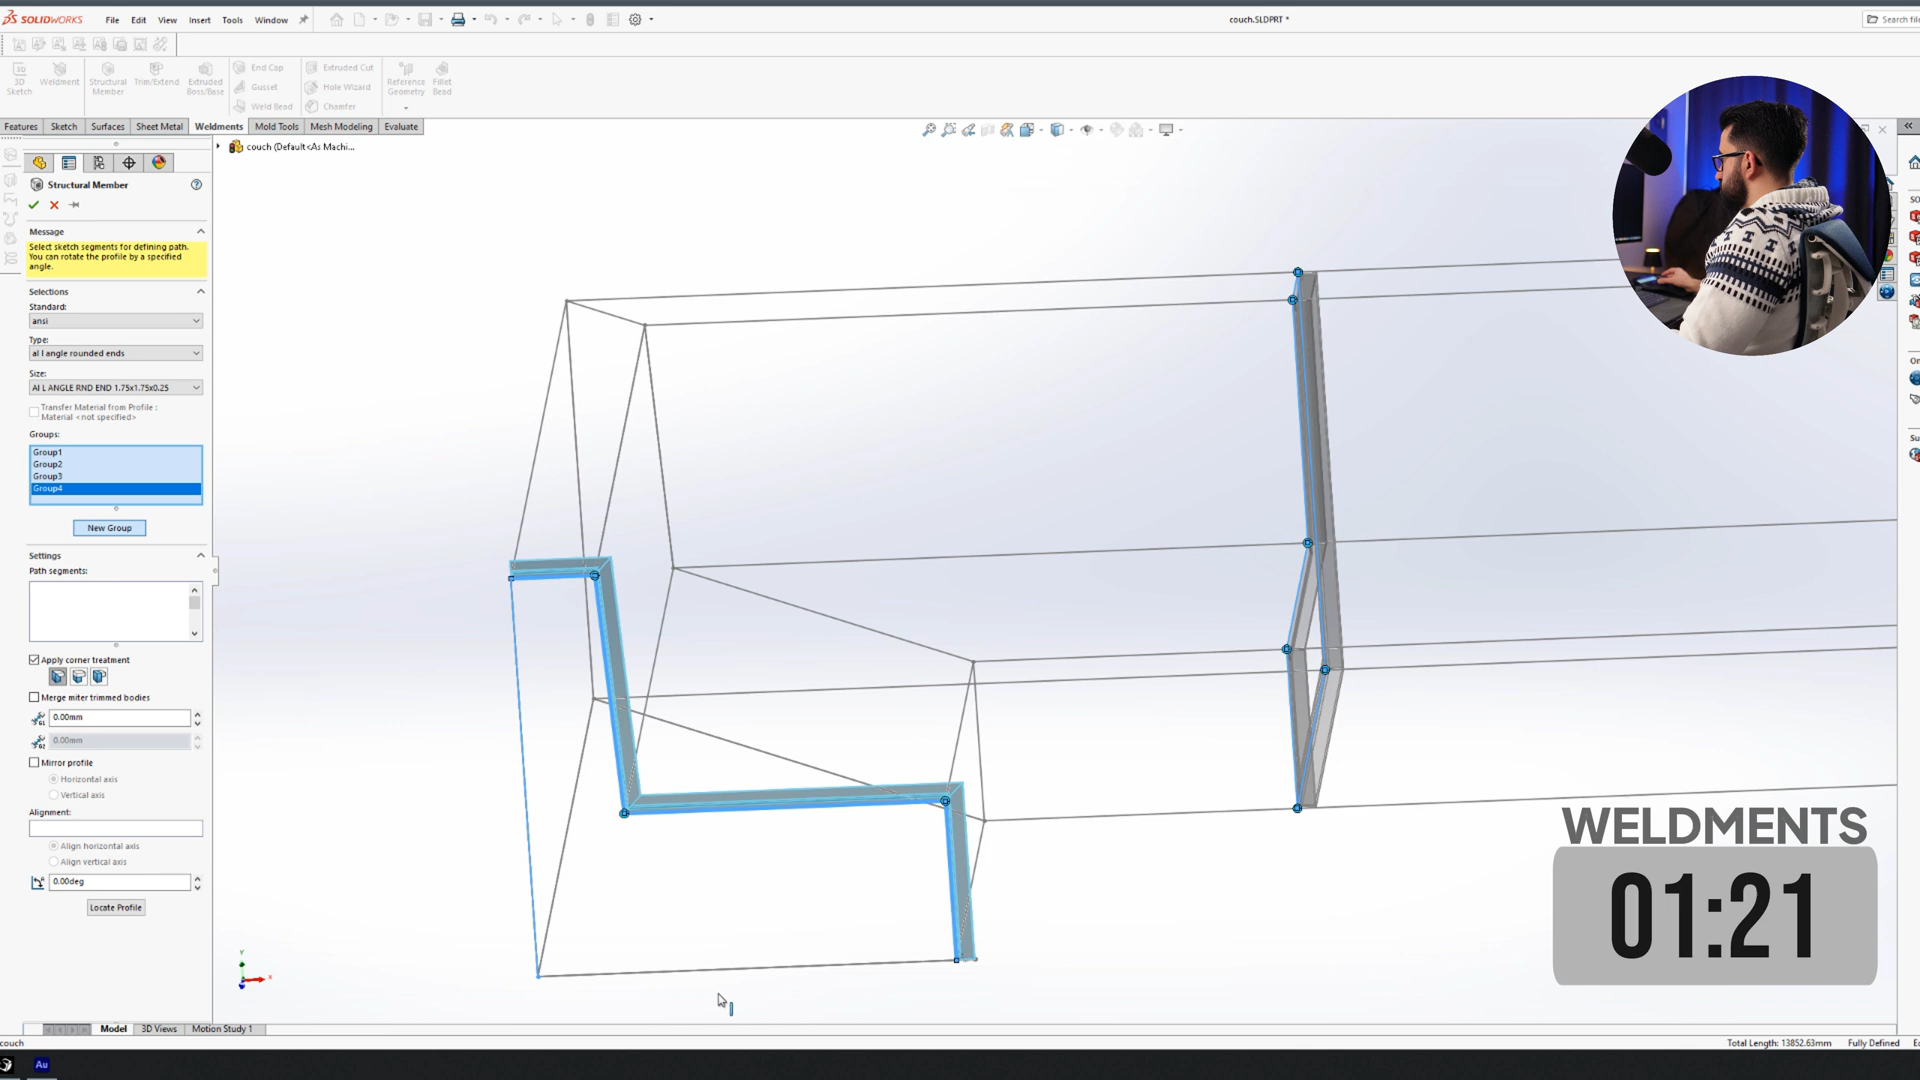 SOLIDWORKS File Edit View Insert Tools Window
couch.SLDPRT *
Search file
3D Sketch
Weldment
Structural Member
Trim/Extend
Extruded Boss/Base
End Cap
Gusset
Weld Bead
Extruded Cut
Hole Wizard
Chamfer
Reference Geometry
Fillet Bead
Features Sketch Surfaces Sheet Metal Weldments Mold Tools Mesh Modeling Evaluate
couch (Default<As Machi...
Structural Member
Message
Select sketch segments for defining path.
You can rotate the profile by a specified
angle.
Selections
Standard:
ansi
Type:
al l angle rounded ends
Size:
Al L ANGLE RND END 1.75x1.75x0.25
Transfer Material from Profile :
Material <not specified>
Groups:
Group1
Group2
Group3
Group4
New Group
Settings
Path segments:
Apply corner treatment
Merge miter trimmed bodies
G1
0.00mm
G2
0.00mm
Mirror profile
Horizontal axis
Vertical axis
Alignment:
Align horizontal axis
Align vertical axis
0.00deg
Locate Profile
Y
X
WELDMENTS
01:21
Model 3D Views Motion Study 1
couch
Total Length: 13852.63mm Fully Defined
Au